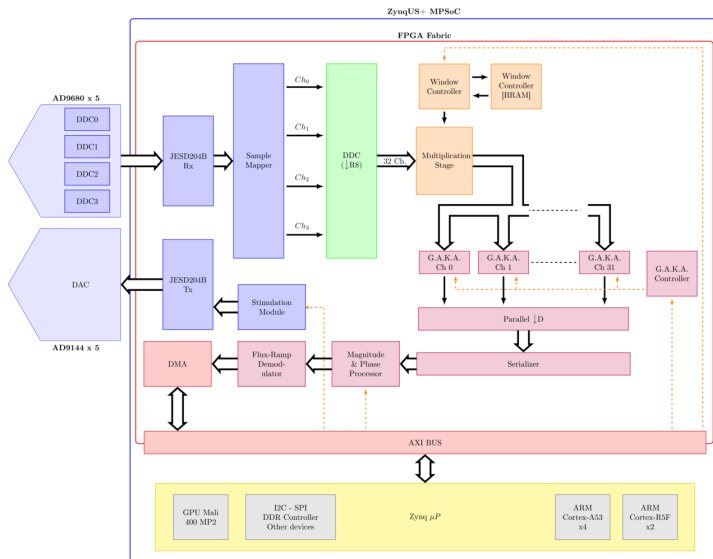 ZynqUS+ MPSoC
FPGA Fabric
AD9680 x 5
DDC0
DDC1
DDC2
DDC3
JESD204B
Rx
Sample
Mapper
Ch0
Ch1
Ch2
Ch3
DDC
(↓R8)
32 Ch.
Window
Controller
Window
Controller
[BRAM]
Multiplication
Stage
G.A.K.A.
Ch 0
G.A.K.A.
Ch 1
G.A.K.A.
Ch 31
G.A.K.A.
Controller
DAC
AD9144 x 5
JESD204B
Tx
Stimulation
Module
Parallel ↓D
DMA
Flux-Ramp
Demod-
ulator
Magnitude
& Phase
Processor
Serializer
AXI BUS
Zynq μP
GPU Mali
400 MP2
I2C - SPI
DDR Controller
Other devices
ARM
Cortex-A53
x4
ARM
Cortex-R5F
x2